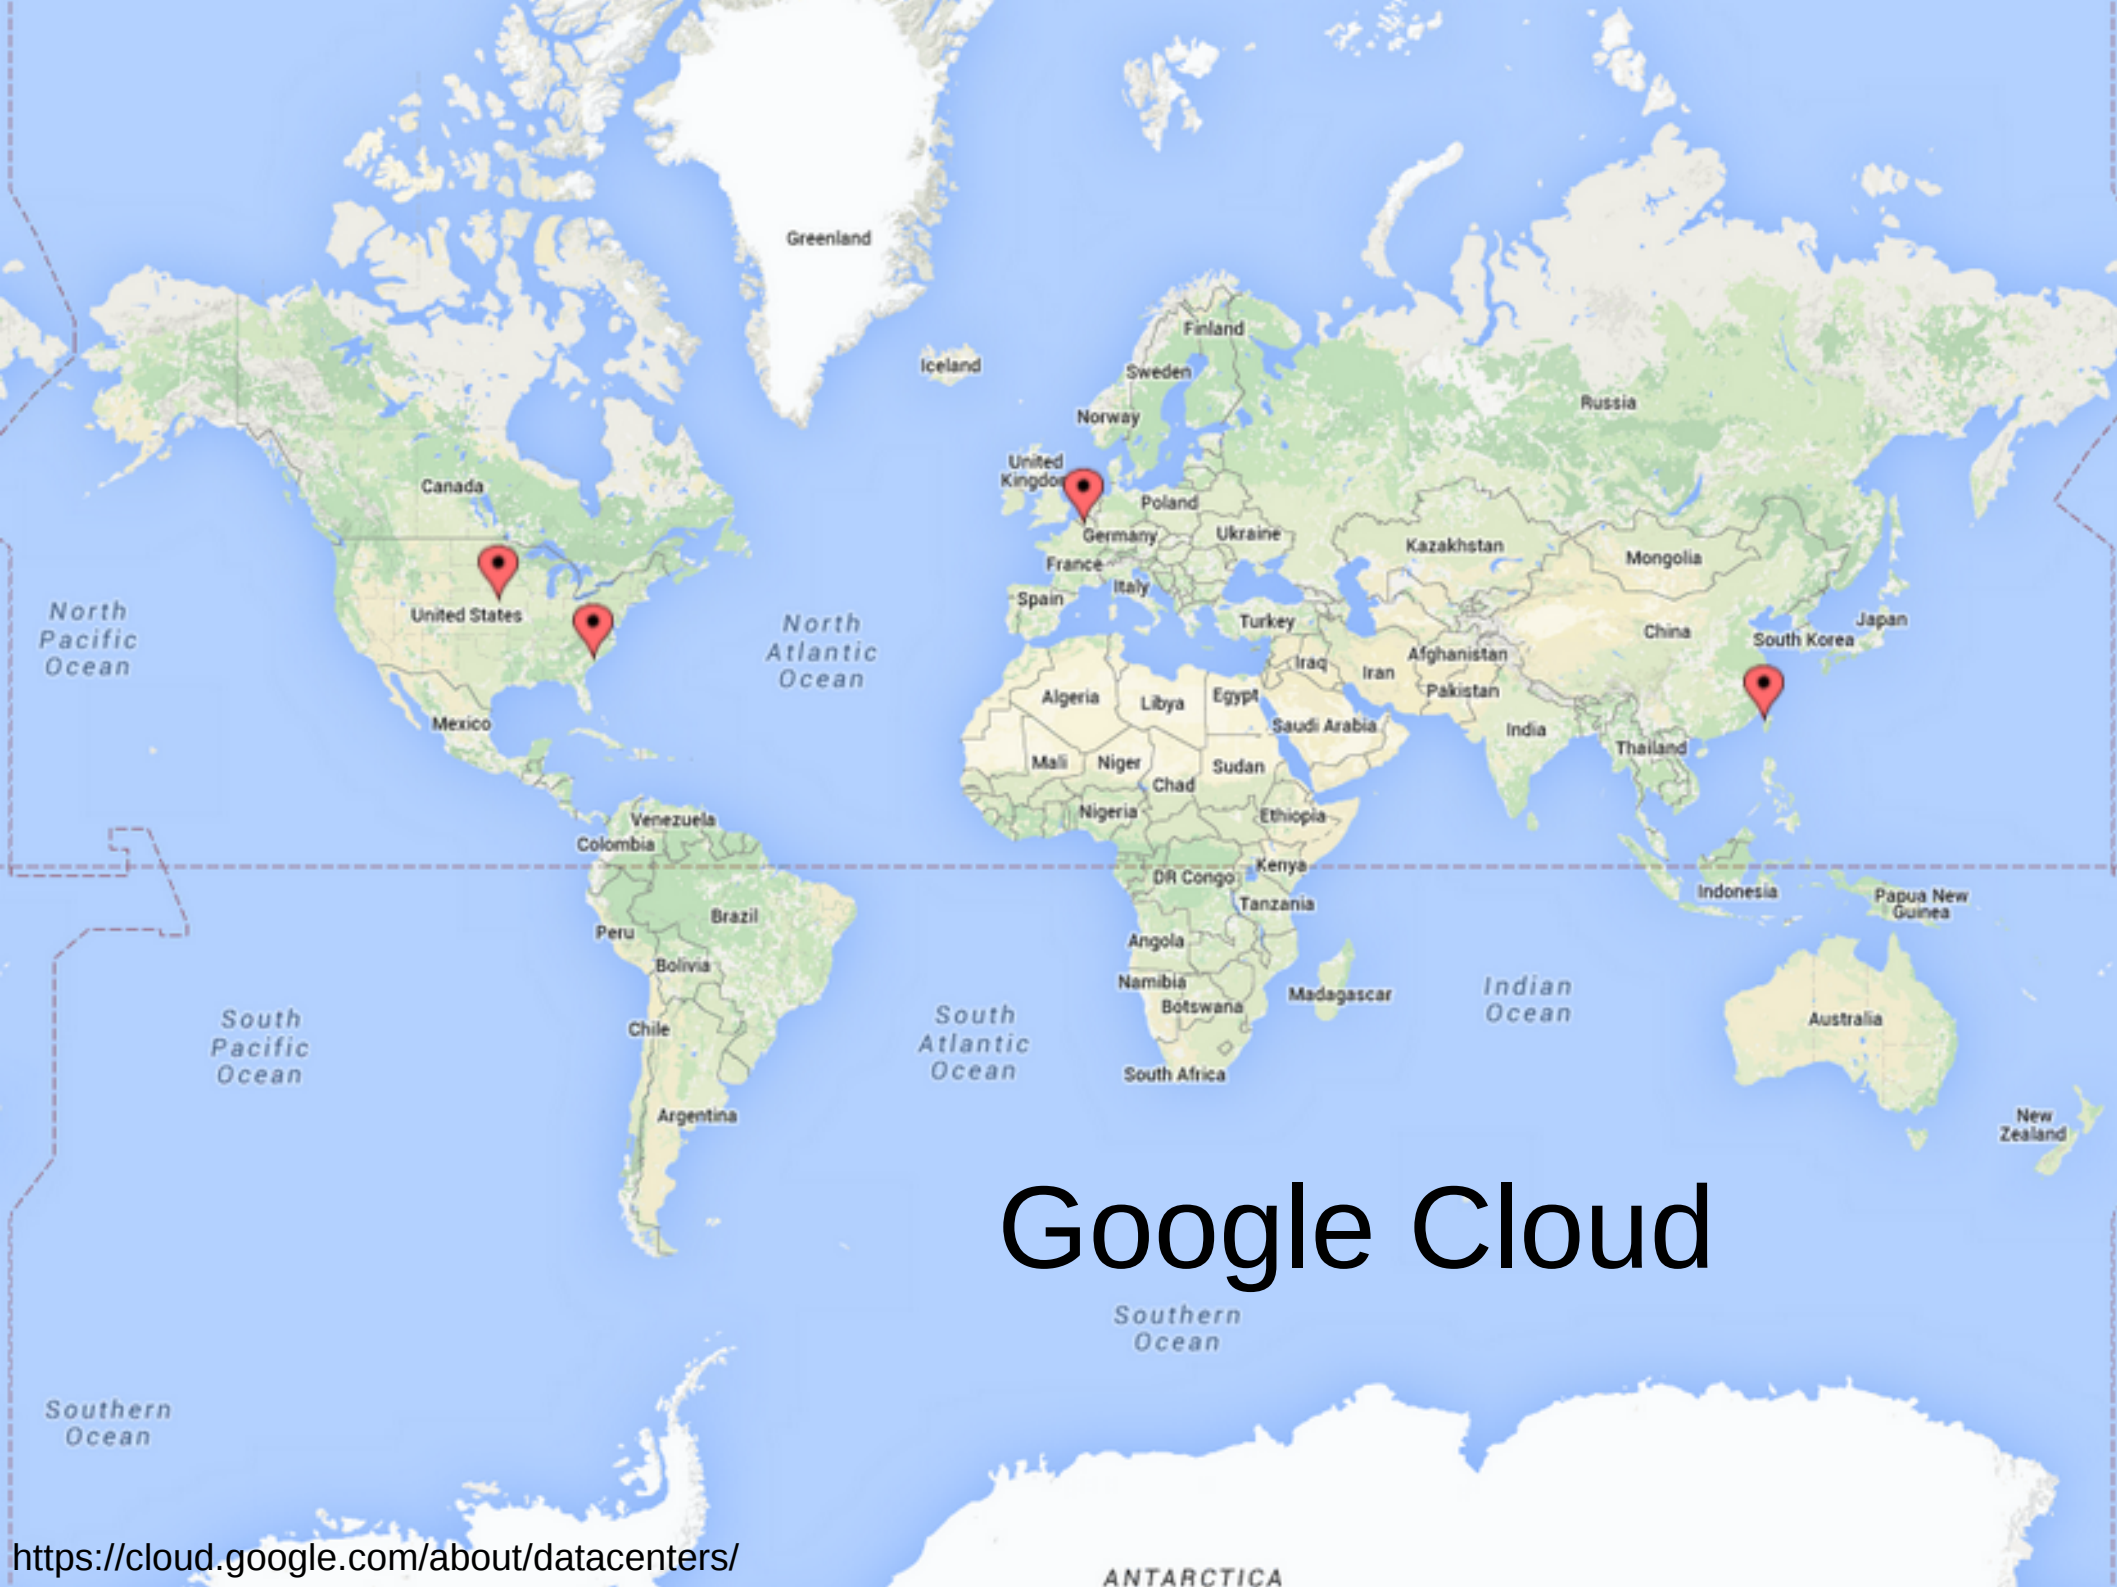 Greenland
Finland
Iceland
Sweden
Russia
Norway
United
Kingdom
Canada
Poland
Germany
Ukraine
Kazakhstan
Mongolia
France
Italy
Spain
United States
North
Pacific
Ocean
North
Atlantic
Ocean
Turkey
China
Japan
South Korea
Iraq
Iran
Afghanistan
Pakistan
Algeria
Libya
Egypt
Saudi Arabia
India
Mexico
Thailand
Mali
Niger
Chad
Sudan
Nigeria
Ethiopia
Venezuela
Colombia
Kenya
DR Congo
Tanzania
Indonesia
Papua New
Guinea
Brazil
Peru
Angola
Bolivia
Namibia
Botswana
Madagascar
Indian
Ocean
Australia
South
Pacific
Ocean
Chile
South
Atlantic
Ocean
South Africa
Argentina
New
Zealand
Google Cloud
Southern
Ocean
Southern
Ocean
https://cloud.google.com/about/datacenters/
ANTARCTICA